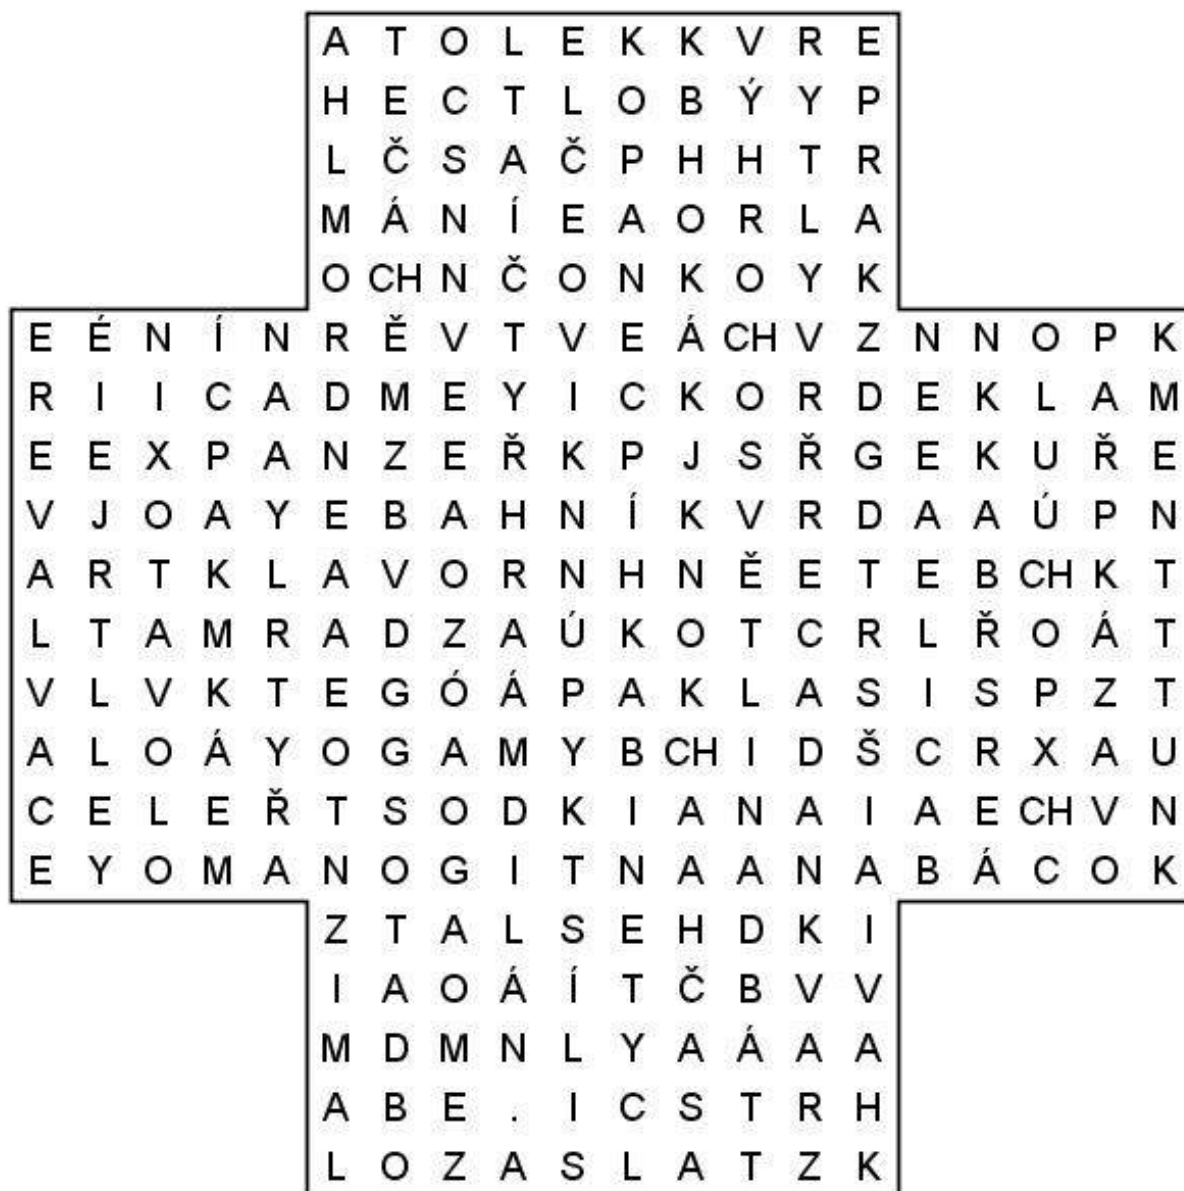 A T O L E K K V R E
H E C T L O B Ý Y P
L Č S A Č P H H T R
M Á N Í E A O R L A
O CH N Č O N K O Y K
E É N Í N R Ě V T V E Á CH V Z N N O P K
R I I C A D M E Y I C K O R D E K L A M
E E X P A N Z E Ř K P J S Ř G E K U Ř E
V J O A Y E B A H N Í K V R D A A Ú P N
A R T K L A V O R N H N Ě E T E B CH K T
L T A M R A D Z A Ú K O T C R L Ř O Á T
V L V K T E G Ó Á P A K L A S I S P Z T
A L O Á Y O G A M Y B CH I D Š C R X A U
C E L E Ř T S O D K I A N A I A E CH V N
E Y O M A N O G I T N A A N A B Á C O K
Z T A L S E H D K I
I A O Á Í T Č B V V
M D M N L Y A Á A A
A B E . I C S T R H
L O Z A S L A T Z K